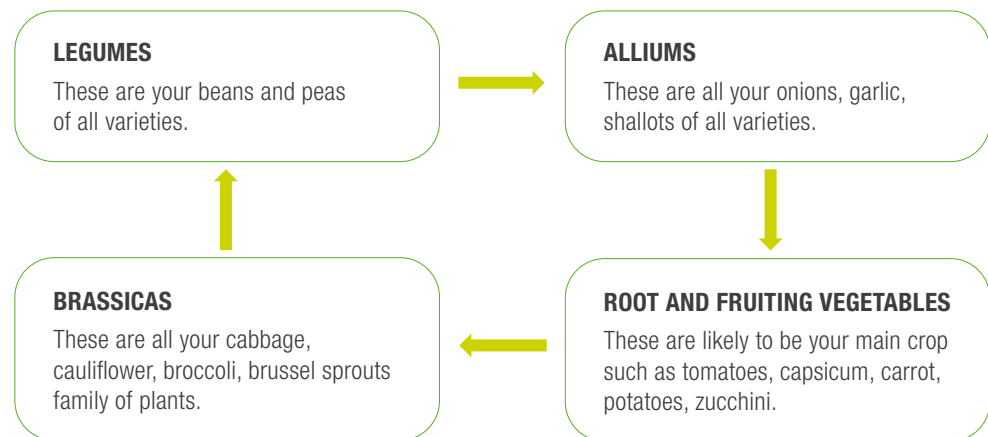 LEGUMES
These are your beans and peas
of all varieties.
ALLIUMS
These are all your onions, garlic,
shallots of all varieties.
BRASSICAS
These are all your cabbage,
cauliflower, broccoli, brussel sprouts
family of plants.
ROOT AND FRUITING VEGETABLES
These are likely to be your main crop
such as tomatoes, capsicum, carrot,
potatoes, zucchini.